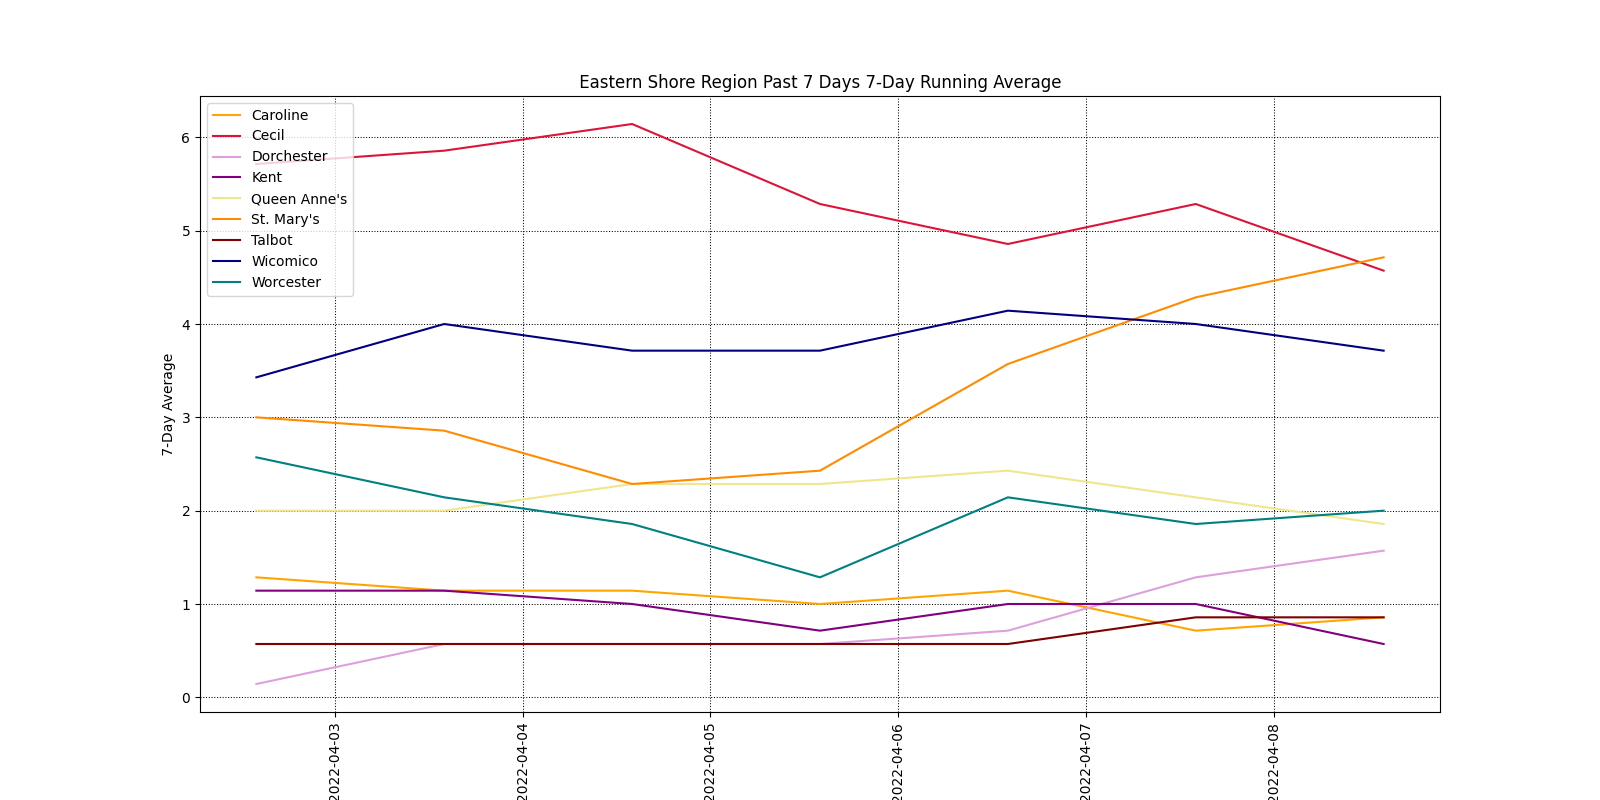 Eastern Shore Region Past 7 Days 7-Day Running Average
Caroline
Cecil
Dorchester
Kent
Queen Anne's
St. Mary's
Talbot
Wicomico
Worcester
7-Day Average
6
5
4
3
2
1
0
2022-04-03
2022-04-04
2022-04-05
2022-04-06
2022-04-07
2022-04-08